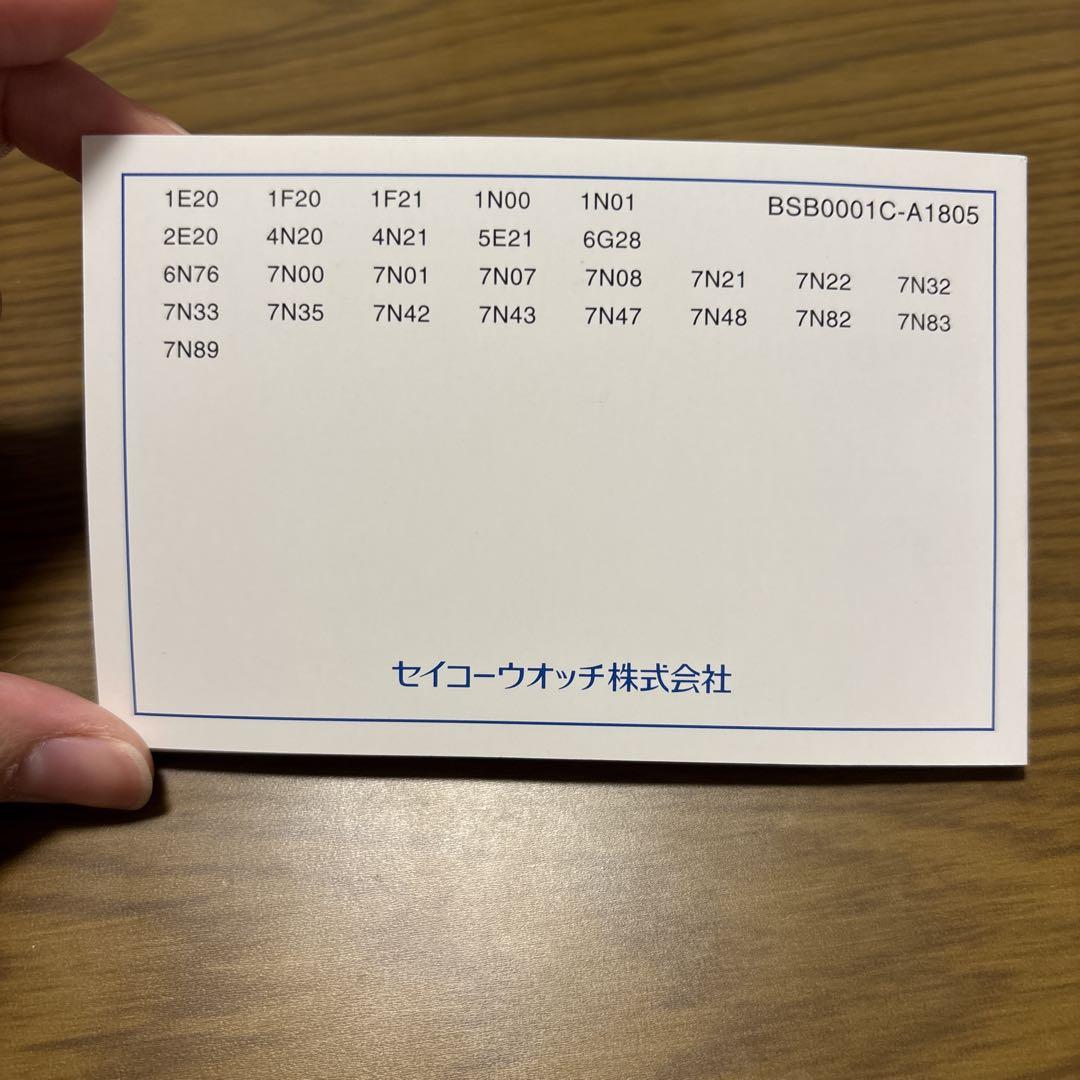 1E20 1F20 1F21 1N00 1N01 BSB0001C-A1805
2E20 4N20 4N21 5E21 6G28
6N76 7N00 7N01 7N07 7N08 7N21 7N22 7N32
7N33 7N35 7N42 7N43 7N47 7N48 7N82 7N83
7N89
セイコーウオッチ株式会社